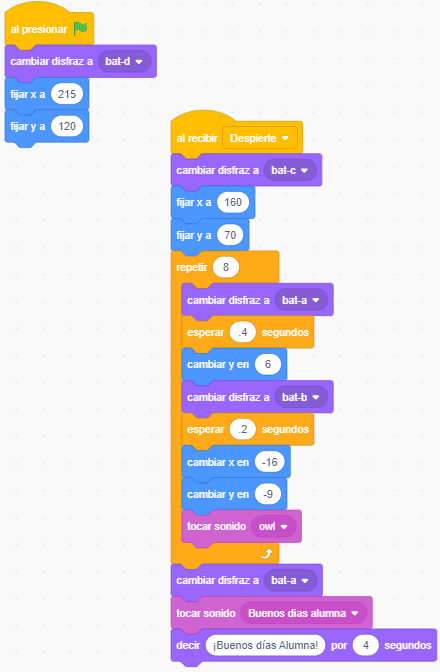 al presionar
cambiar disfraz a bat-d
fijar x a 215
fijar y a 120
al recibir Despierte
cambiar disfraz a bat-c
fijar x a 160
fijar y a 70
repetir 8
cambiar disfraz a bat-a
esperar .4 segundos
cambiar y en 6
cambiar disfraz a bat-b
esperar .2 segundos
cambiar x en -16
cambiar y en -9
tocar sonido owl
cambiar disfraz a bat-a
tocar sonido Buenos días alumna
decir ¡Buenos días Alumna! por 4 segundos